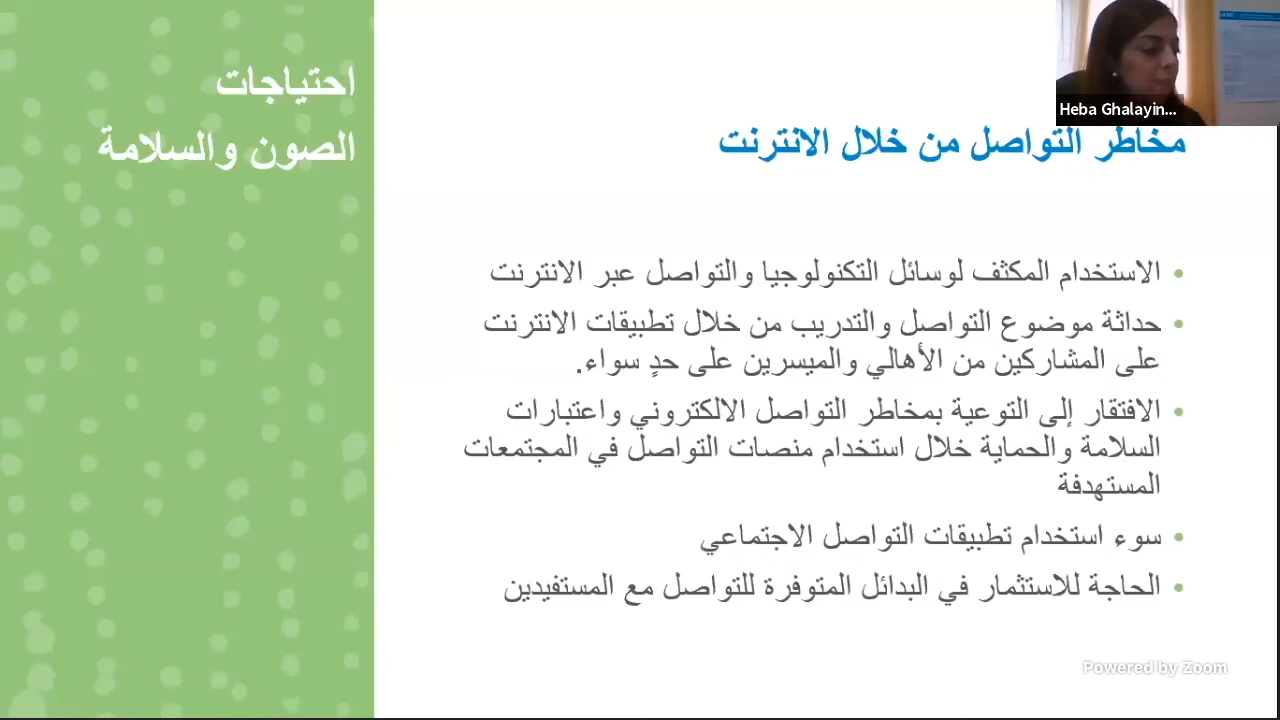 احتياجات
الصون والسلامة
Heba Ghalayin...
مخاطر التواصل من خلال الانترنت
• الاستخدام المكثف لوسائل التكنولوجيا والتواصل عبر الانترنت
• حداثة موضوع التواصل والتدريب من خلال تطبيقات الانترنت
على المشاركين من الأهالي والميسرين على حدٍ سواء.
• الافتقار إلى التوعية بمخاطر التواصل الالكتروني واعتبارات
السلامة والحماية خلال استخدام منصات التواصل في المجتمعات
المستهدفة
• سوء استخدام تطبيقات التواصل الاجتماعي
• الحاجة للاستثمار في البدائل المتوفرة للتواصل مع المستفيدين
Powered by Zoom